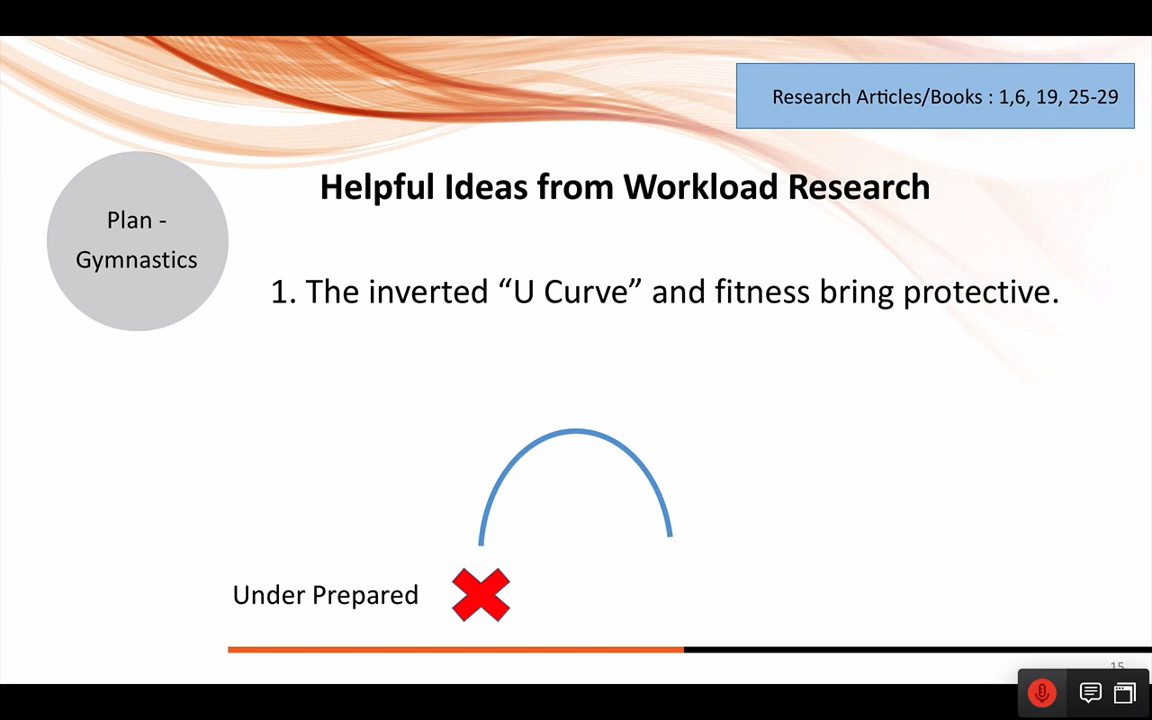 Research Articles/Books : 1,6, 19, 25-29
Plan -
Gymnastics
Helpful Ideas from Workload Research
1. The inverted “U Curve” and fitness bring protective.
Under Prepared
15